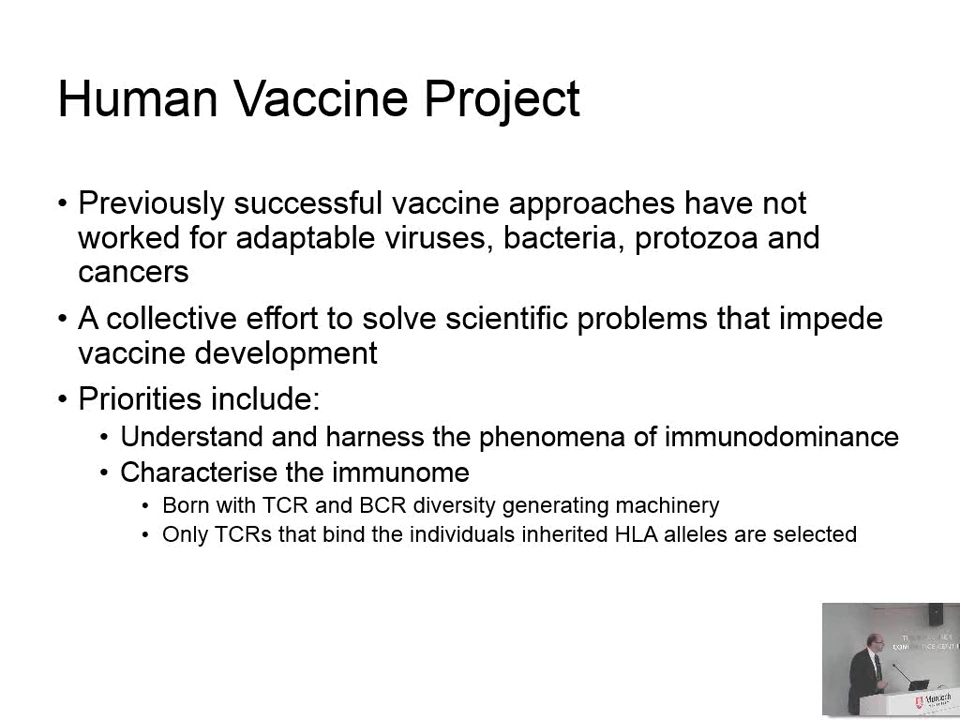 Human Vaccine Project
• Previously successful vaccine approaches have not
worked for adaptable viruses, bacteria, protozoa and
cancers
• A collective effort to solve scientific problems that impede
vaccine development
• Priorities include:
• Understand and harness the phenomena of immunodominance
• Characterise the immunome
• Born with TCR and BCR diversity generating machinery
• Only TCRs that bind the individuals inherited HLA alleles are selected
Murdoch